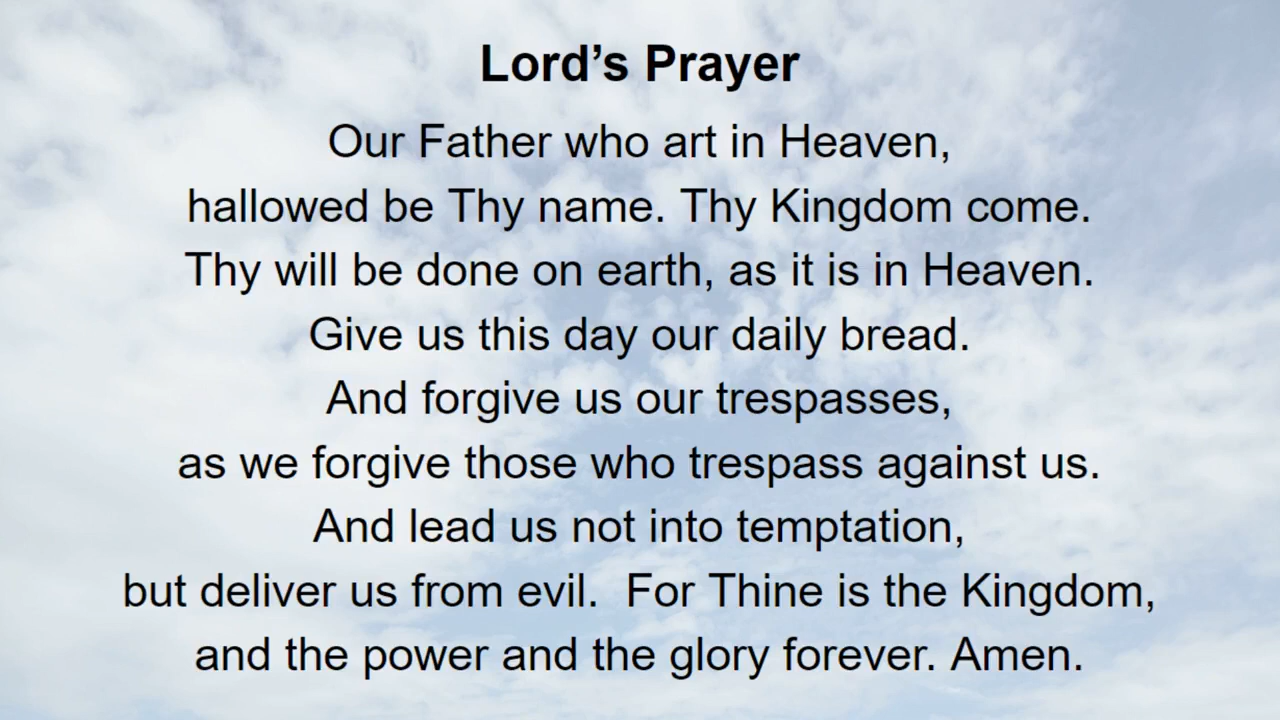 Lord’s Prayer
Our Father who art in Heaven,
hallowed be Thy name. Thy Kingdom come.
Thy will be done on earth, as it is in Heaven.
Give us this day our daily bread.
And forgive us our trespasses,
as we forgive those who trespass against us.
And lead us not into temptation,
but deliver us from evil.  For Thine is the Kingdom,
and the power and the glory forever. Amen.